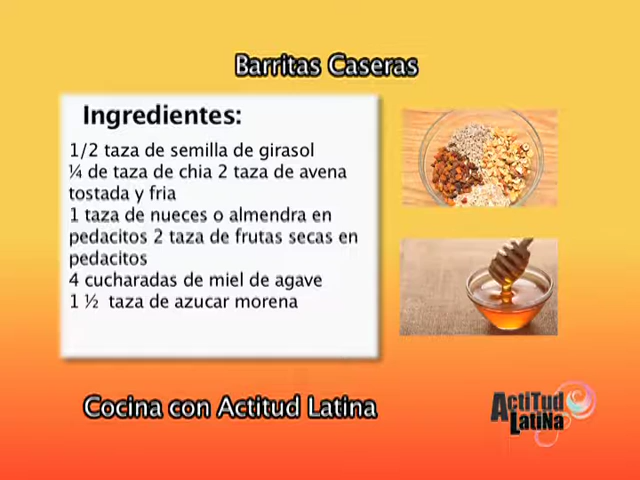 Barritas Caseras
Ingredientes:
1/2 taza de semilla de girasol
¼ de taza de chia 2 taza de avena
tostada y fria
1 taza de nueces o almendra en
pedacitos 2 taza de frutas secas en
pedacitos
4 cucharadas de miel de agave
1 ½ taza de azucar morena
Cocina con Actitud Latina
ActiTud
LatiNa